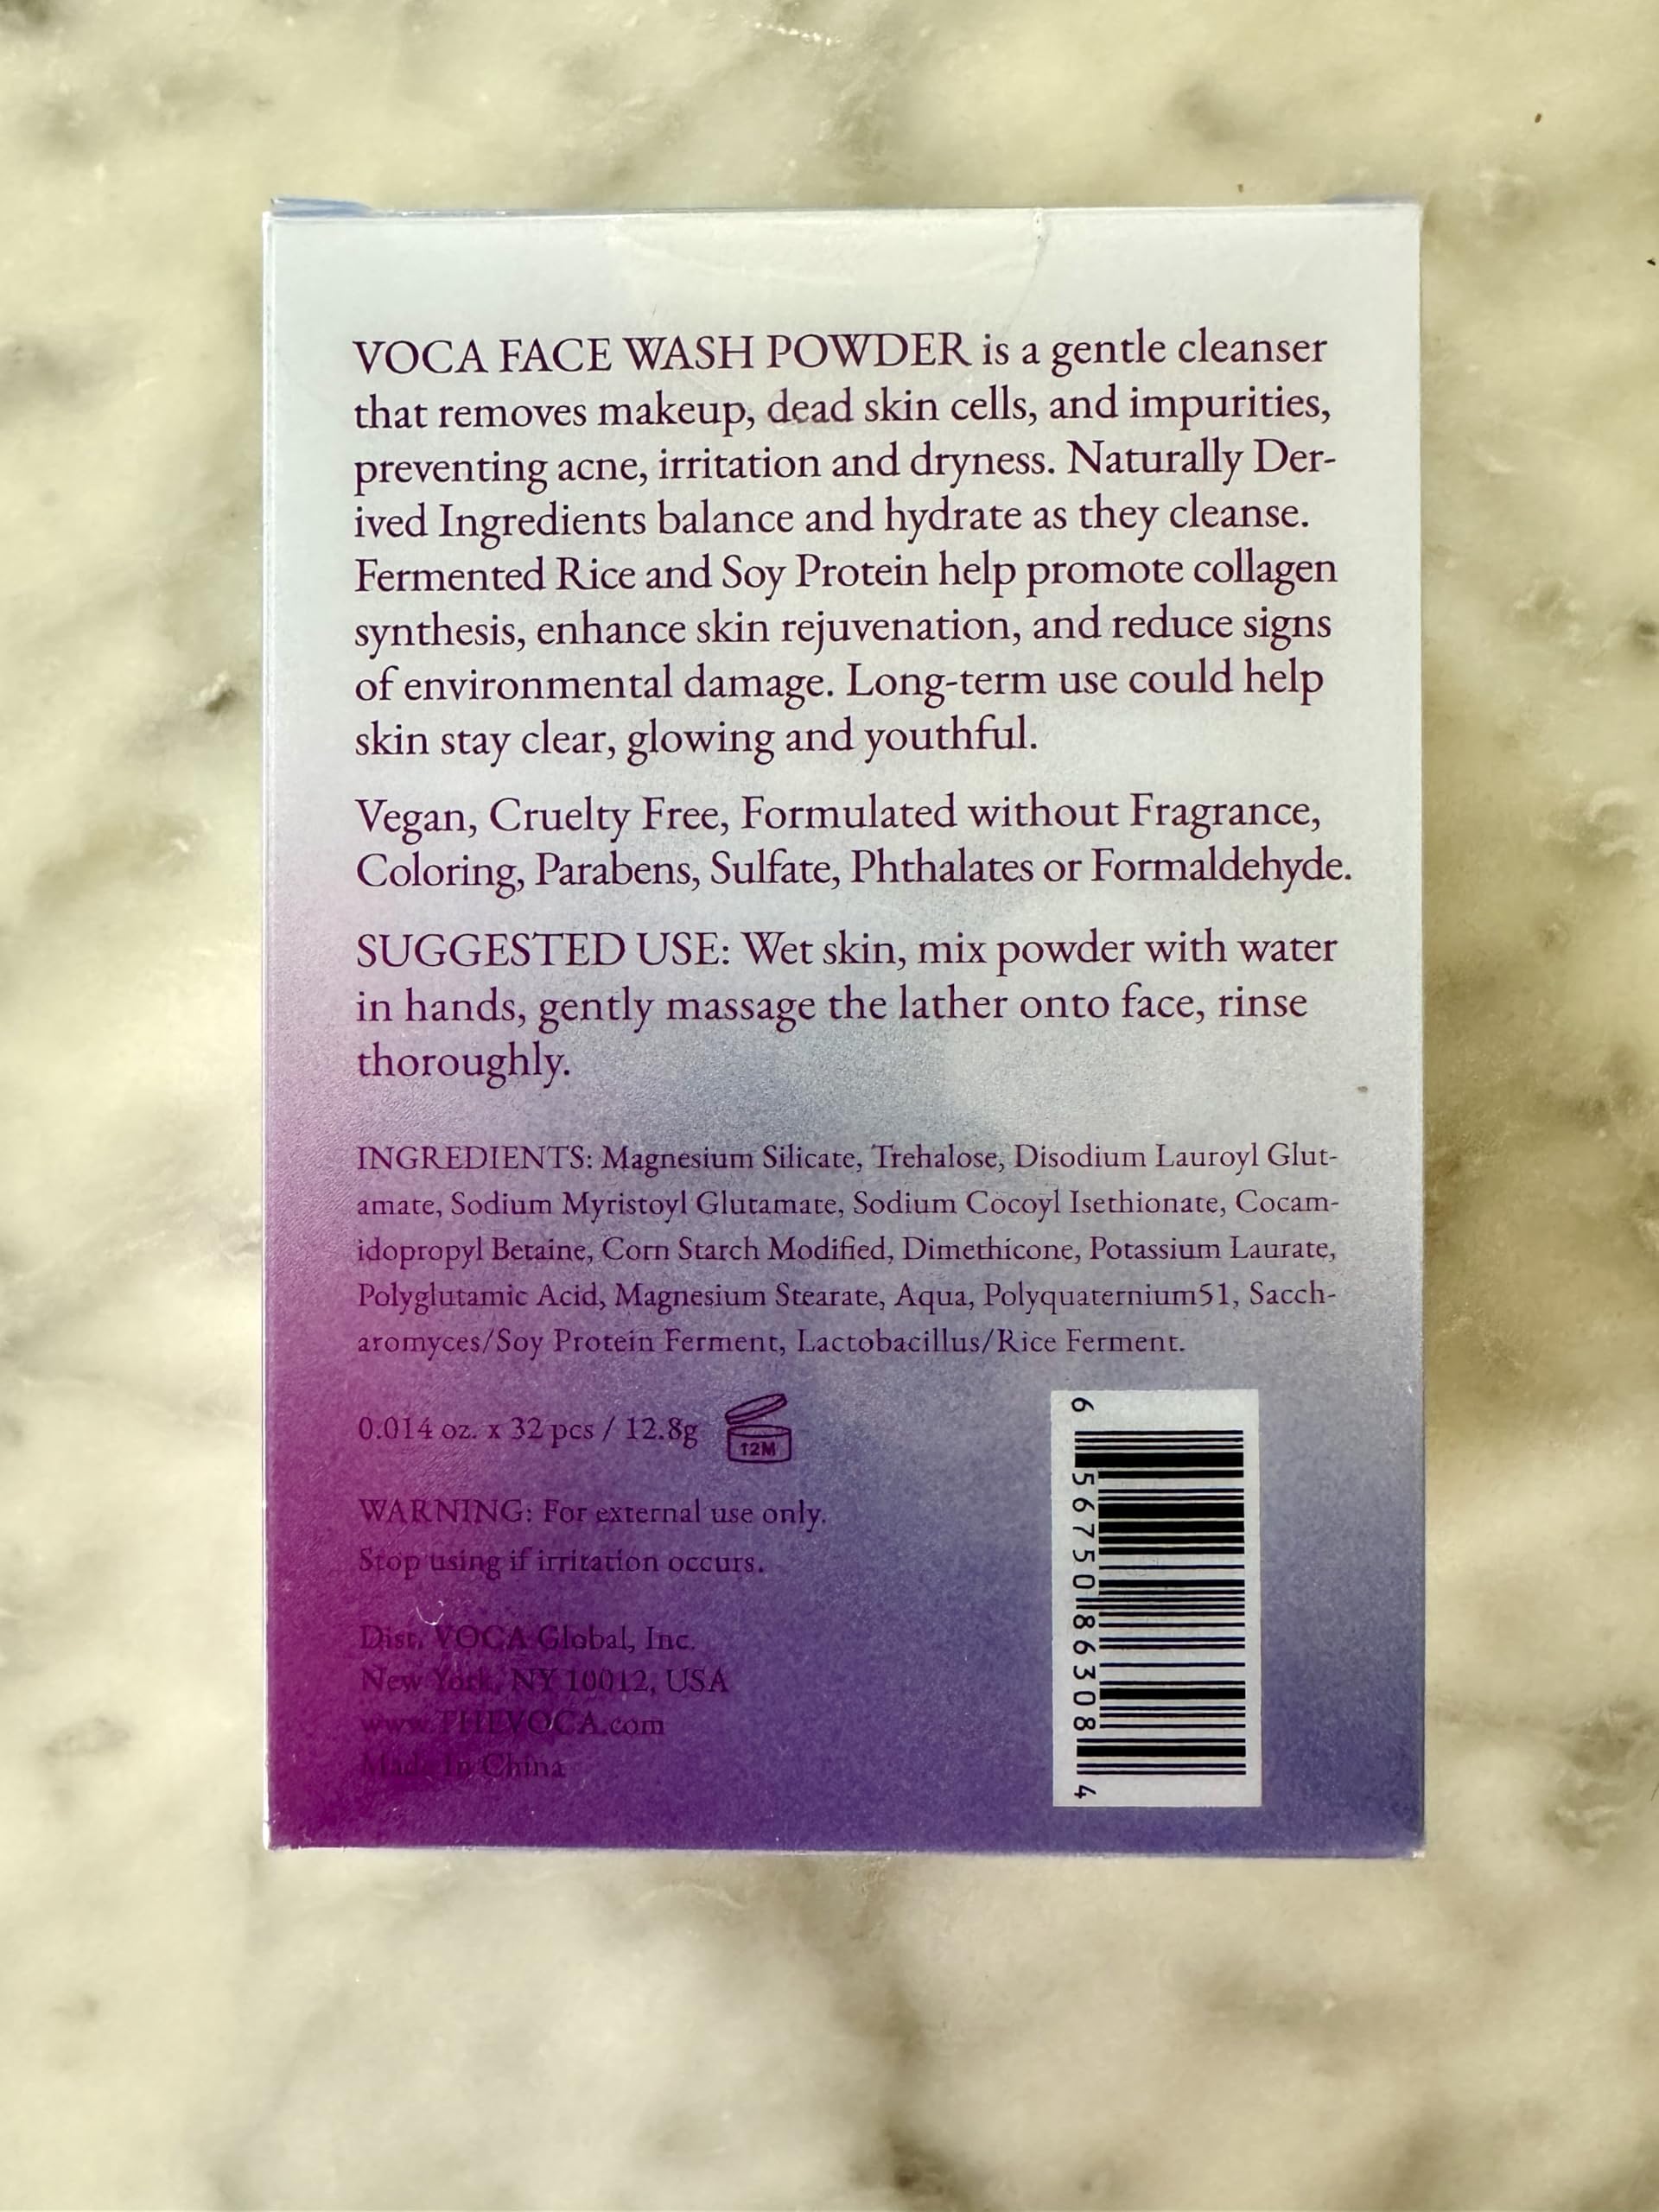 VOCA FACE WASH POWDER is a gentle cleanser
that removes makeup, dead skin cells, and impurities,
preventing acne, irritation and dryness. Naturally Der-
ived Ingredients balance and hydrate as they cleanse.
Fermented Rice and Soy Protein help promote collagen
synthesis, enhance skin rejuvenation, and reduce signs
of environmental damage. Long-term use could help
skin stay clear, glowing and youthful.
Vegan, Cruelty Free, Formulated without Fragrance,
Coloring, Parabens, Sulfate, Phthalates or Formaldehyde.
SUGGESTED USE: Wet skin, mix powder with water
in hands, gently massage the lather onto face, rinse
thoroughly.
INGREDIENTS: Magnesium Silicate, Trehalose, Disodium Lauroyl Glut-
amate, Sodium Myristoyl Glutamate, Sodium Cocoyl Isethionate, Cocam-
idopropyl Betaine, Corn Starch Modified, Dimethicone, Potassium Laurate,
Polyglutamic Acid, Magnesium Stearate, Aqua, Polyquaternium51, Sacch-
aromyces/Soy Protein Ferment, Lactobacillus/Rice Ferment.
0.014 oz. x 32 pcs / 12.8g
12M
WARNING: For external use only.
Stop using if irritation occurs.
Dist. VOCA Global, Inc.
New York, NY 10012, USA
www.THEVOCA.com
Made In China
6 56750 86308 4